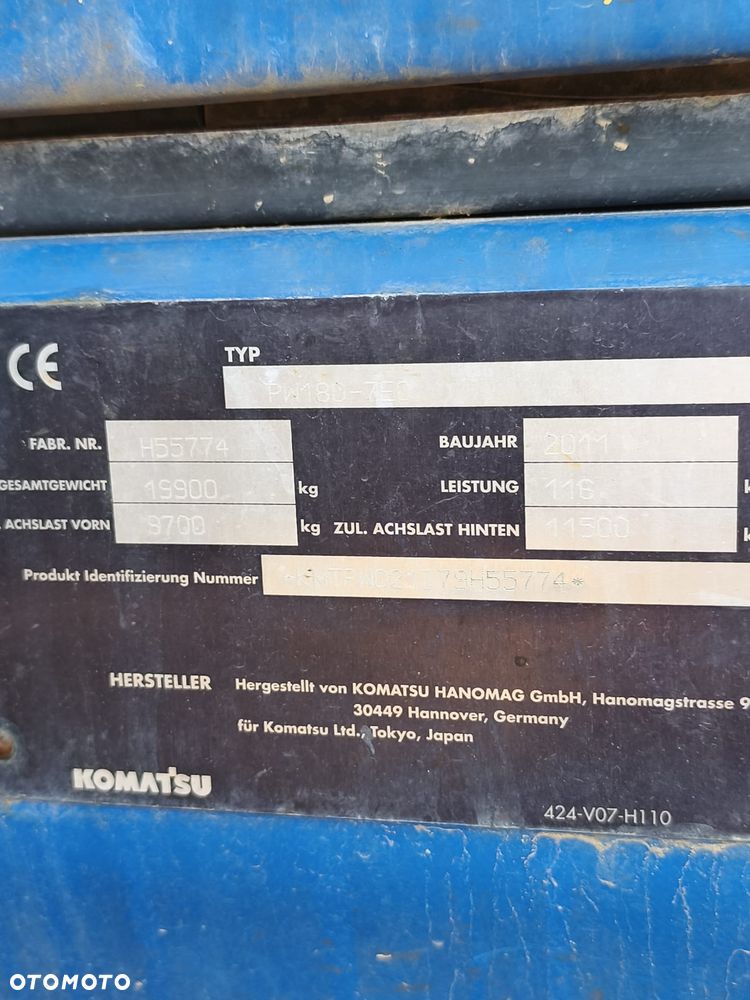 CE
TYP
PW180-7E0
FABR. NR. H55774 BAUJAHR 2011
GESAMTGEWICHT 19900 kg LEISTUNG 116
ACHSLAST VORN 9700 kg ZUL. ACHSLAST HINTEN 11500
Produkt Identifizierung Nummer
HERSTELLER Hergestellt von KOMATSU HANOMAG GmbH, Hanomagstrasse 9
30449 Hannover, Germany
für Komatsu Ltd., Tokyo, Japan
KOMATSU
424-V07-H110
OTOMOTO